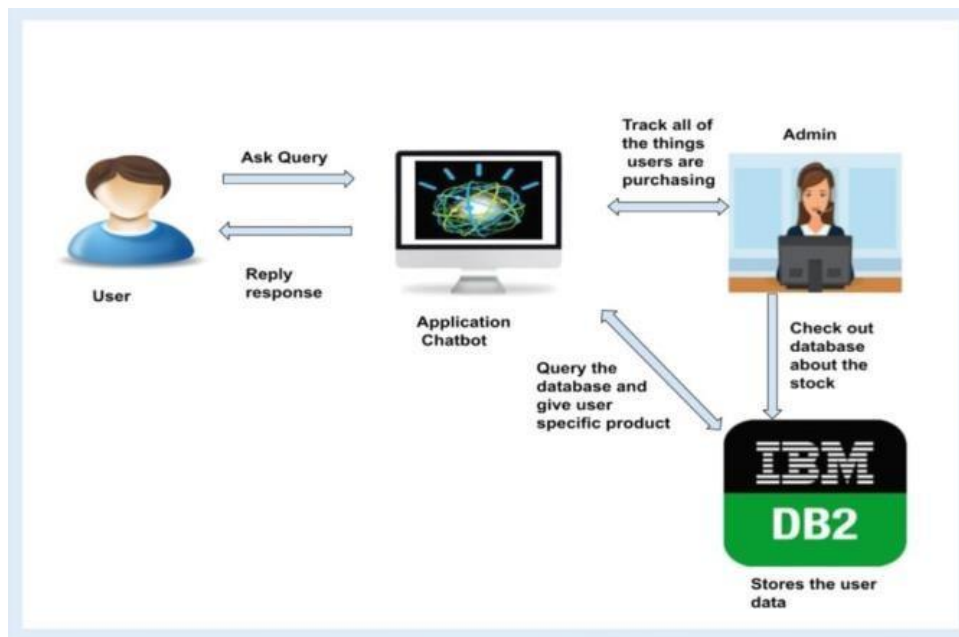 Ask Query
Reply
response
User
Application
Chatbot
Track all of
the things
users are
purchasing
Admin
Query the
database and
give user
specific product
Check out
database
about the
stock
IBM
DB2
Stores the user
data